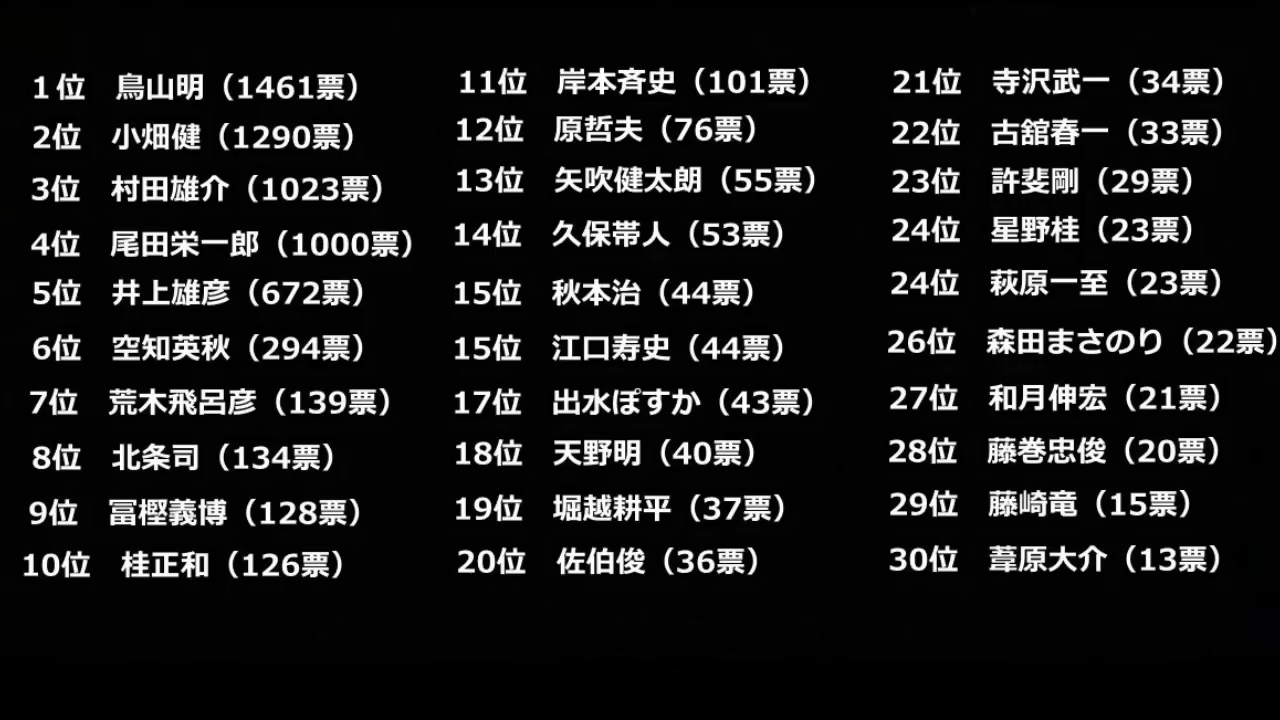 1位 鳥山明（1461票）
2位 小畑健（1290票）
3位 村田雄介（1023票）
4位 尾田栄一郎（1000票）
5位 井上雄彦（672票）
6位 空知英秋（294票）
7位 荒木飛呂彦（139票）
8位 北条司（134票）
9位 冨樫義博（128票）
10位 桂正和（126票）
11位 岸本斉史（101票）
12位 原哲夫（76票）
13位 矢吹健太朗（55票）
14位 久保帯人（53票）
15位 秋本治（44票）
15位 江口寿史（44票）
17位 出水ぽすか（43票）
18位 天野明（40票）
19位 堀越耕平（37票）
20位 佐伯俊（36票）
21位 寺沢武一（34票）
22位 古舘春一（33票）
23位 許斐剛（29票）
24位 星野桂（23票）
24位 萩原一至（23票）
26位 森田まさのり（22票）
27位 和月伸宏（21票）
28位 藤巻忠俊（20票）
29位 藤崎竜（15票）
30位 葦原大介（13票）